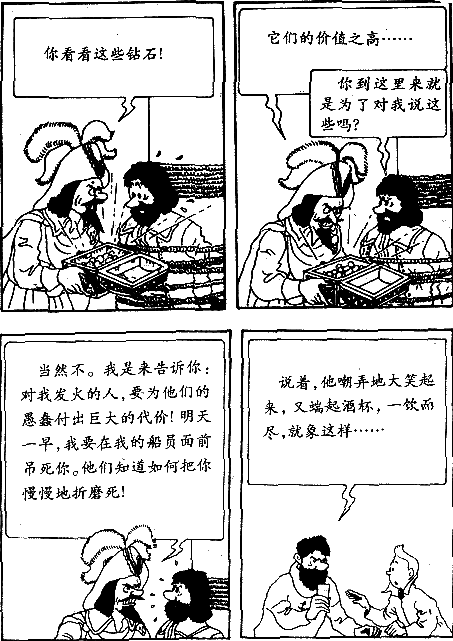 你看看这些钻石!
它们的价值之高……
你到这里来就
是为了对我说这
些吗?
当然不。我是来告诉你:
对我发火的人,要为他们的
愚蠢付出巨大的代价!明天
一早,我要在我的船员面前
吊死你。他们知道如何把你
慢慢地折磨死!
说着,他嘲弄地大笑起
来,又端起酒杯,一饮而
尽,就象这样……